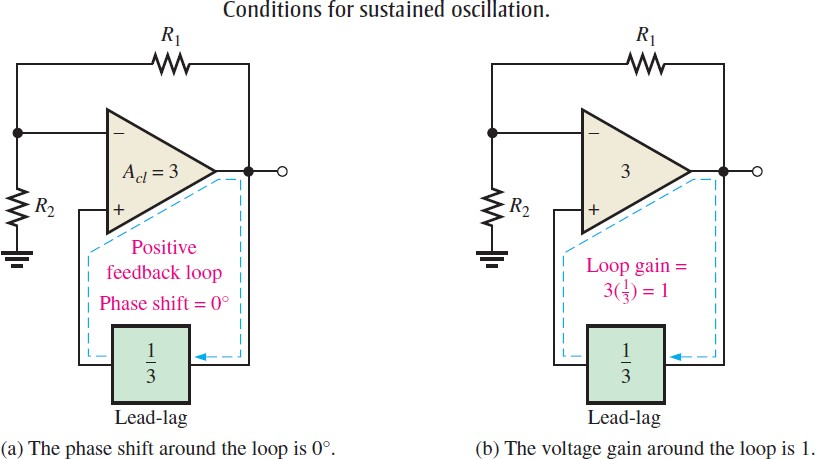 Conditions for sustained oscillation.
R₁
−
A_cl = 3
+
R₂
Positive
feedback loop
Phase shift = 0°
1
3
Lead-lag
(a) The phase shift around the loop is 0°.
R₁
−
3
+
R₂
Loop gain =
3(1/3) = 1
1
3
Lead-lag
(b) The voltage gain around the loop is 1.